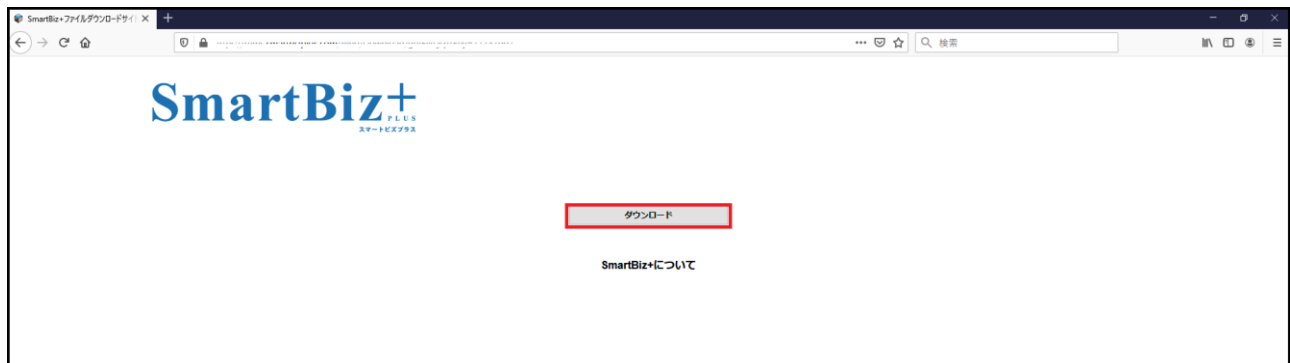 SmartBiz+ファイルダウンロードサイ
検索
SmartBiz+
PLUS
スマートビズプラス
ダウンロード
SmartBiz+について